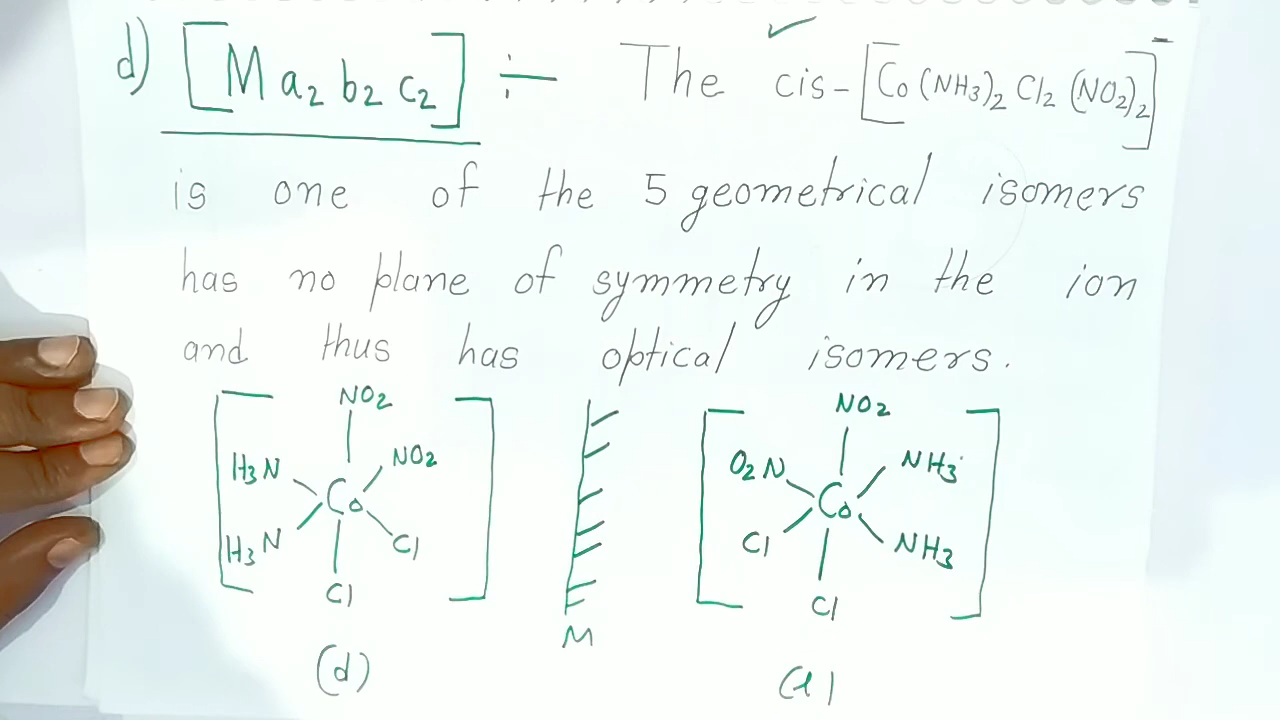 d) [M a2 b2 c2] ÷ The cis-[Co(NH3)2 Cl2 (NO2)2]-
is one of the 5 geometrical isomers
has no plane of symmetry in the ion
and thus has optical isomers.
NO2 NO2
H3N NO2 O2N NH3
Co Co
H3N Cl Cl NH3
Cl Cl
M
(d) (l)